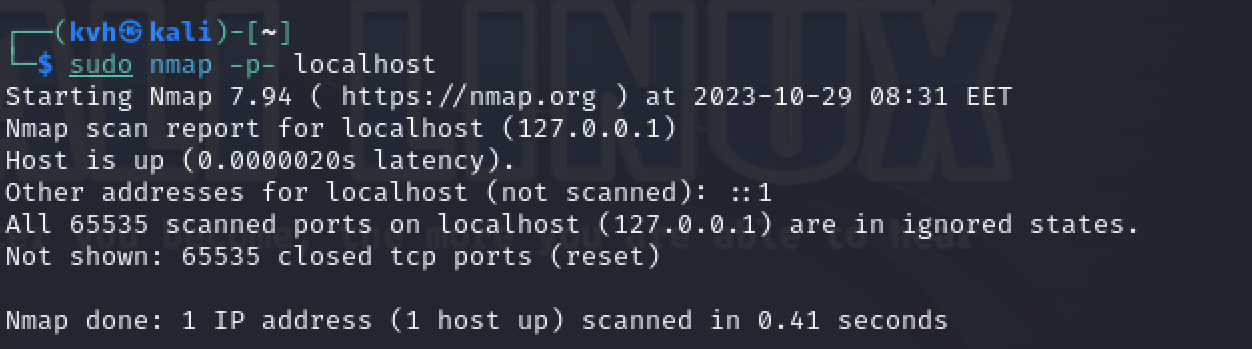 ┌──(kvh㉿kali)-[~]
└─$ sudo nmap -p- localhost
Starting Nmap 7.94 ( https://nmap.org ) at 2023-10-29 08:31 EET
Nmap scan report for localhost (127.0.0.1)
Host is up (0.0000020s latency).
Other addresses for localhost (not scanned): ::1
All 65535 scanned ports on localhost (127.0.0.1) are in ignored states.
Not shown: 65535 closed tcp ports (reset)

Nmap done: 1 IP address (1 host up) scanned in 0.41 seconds